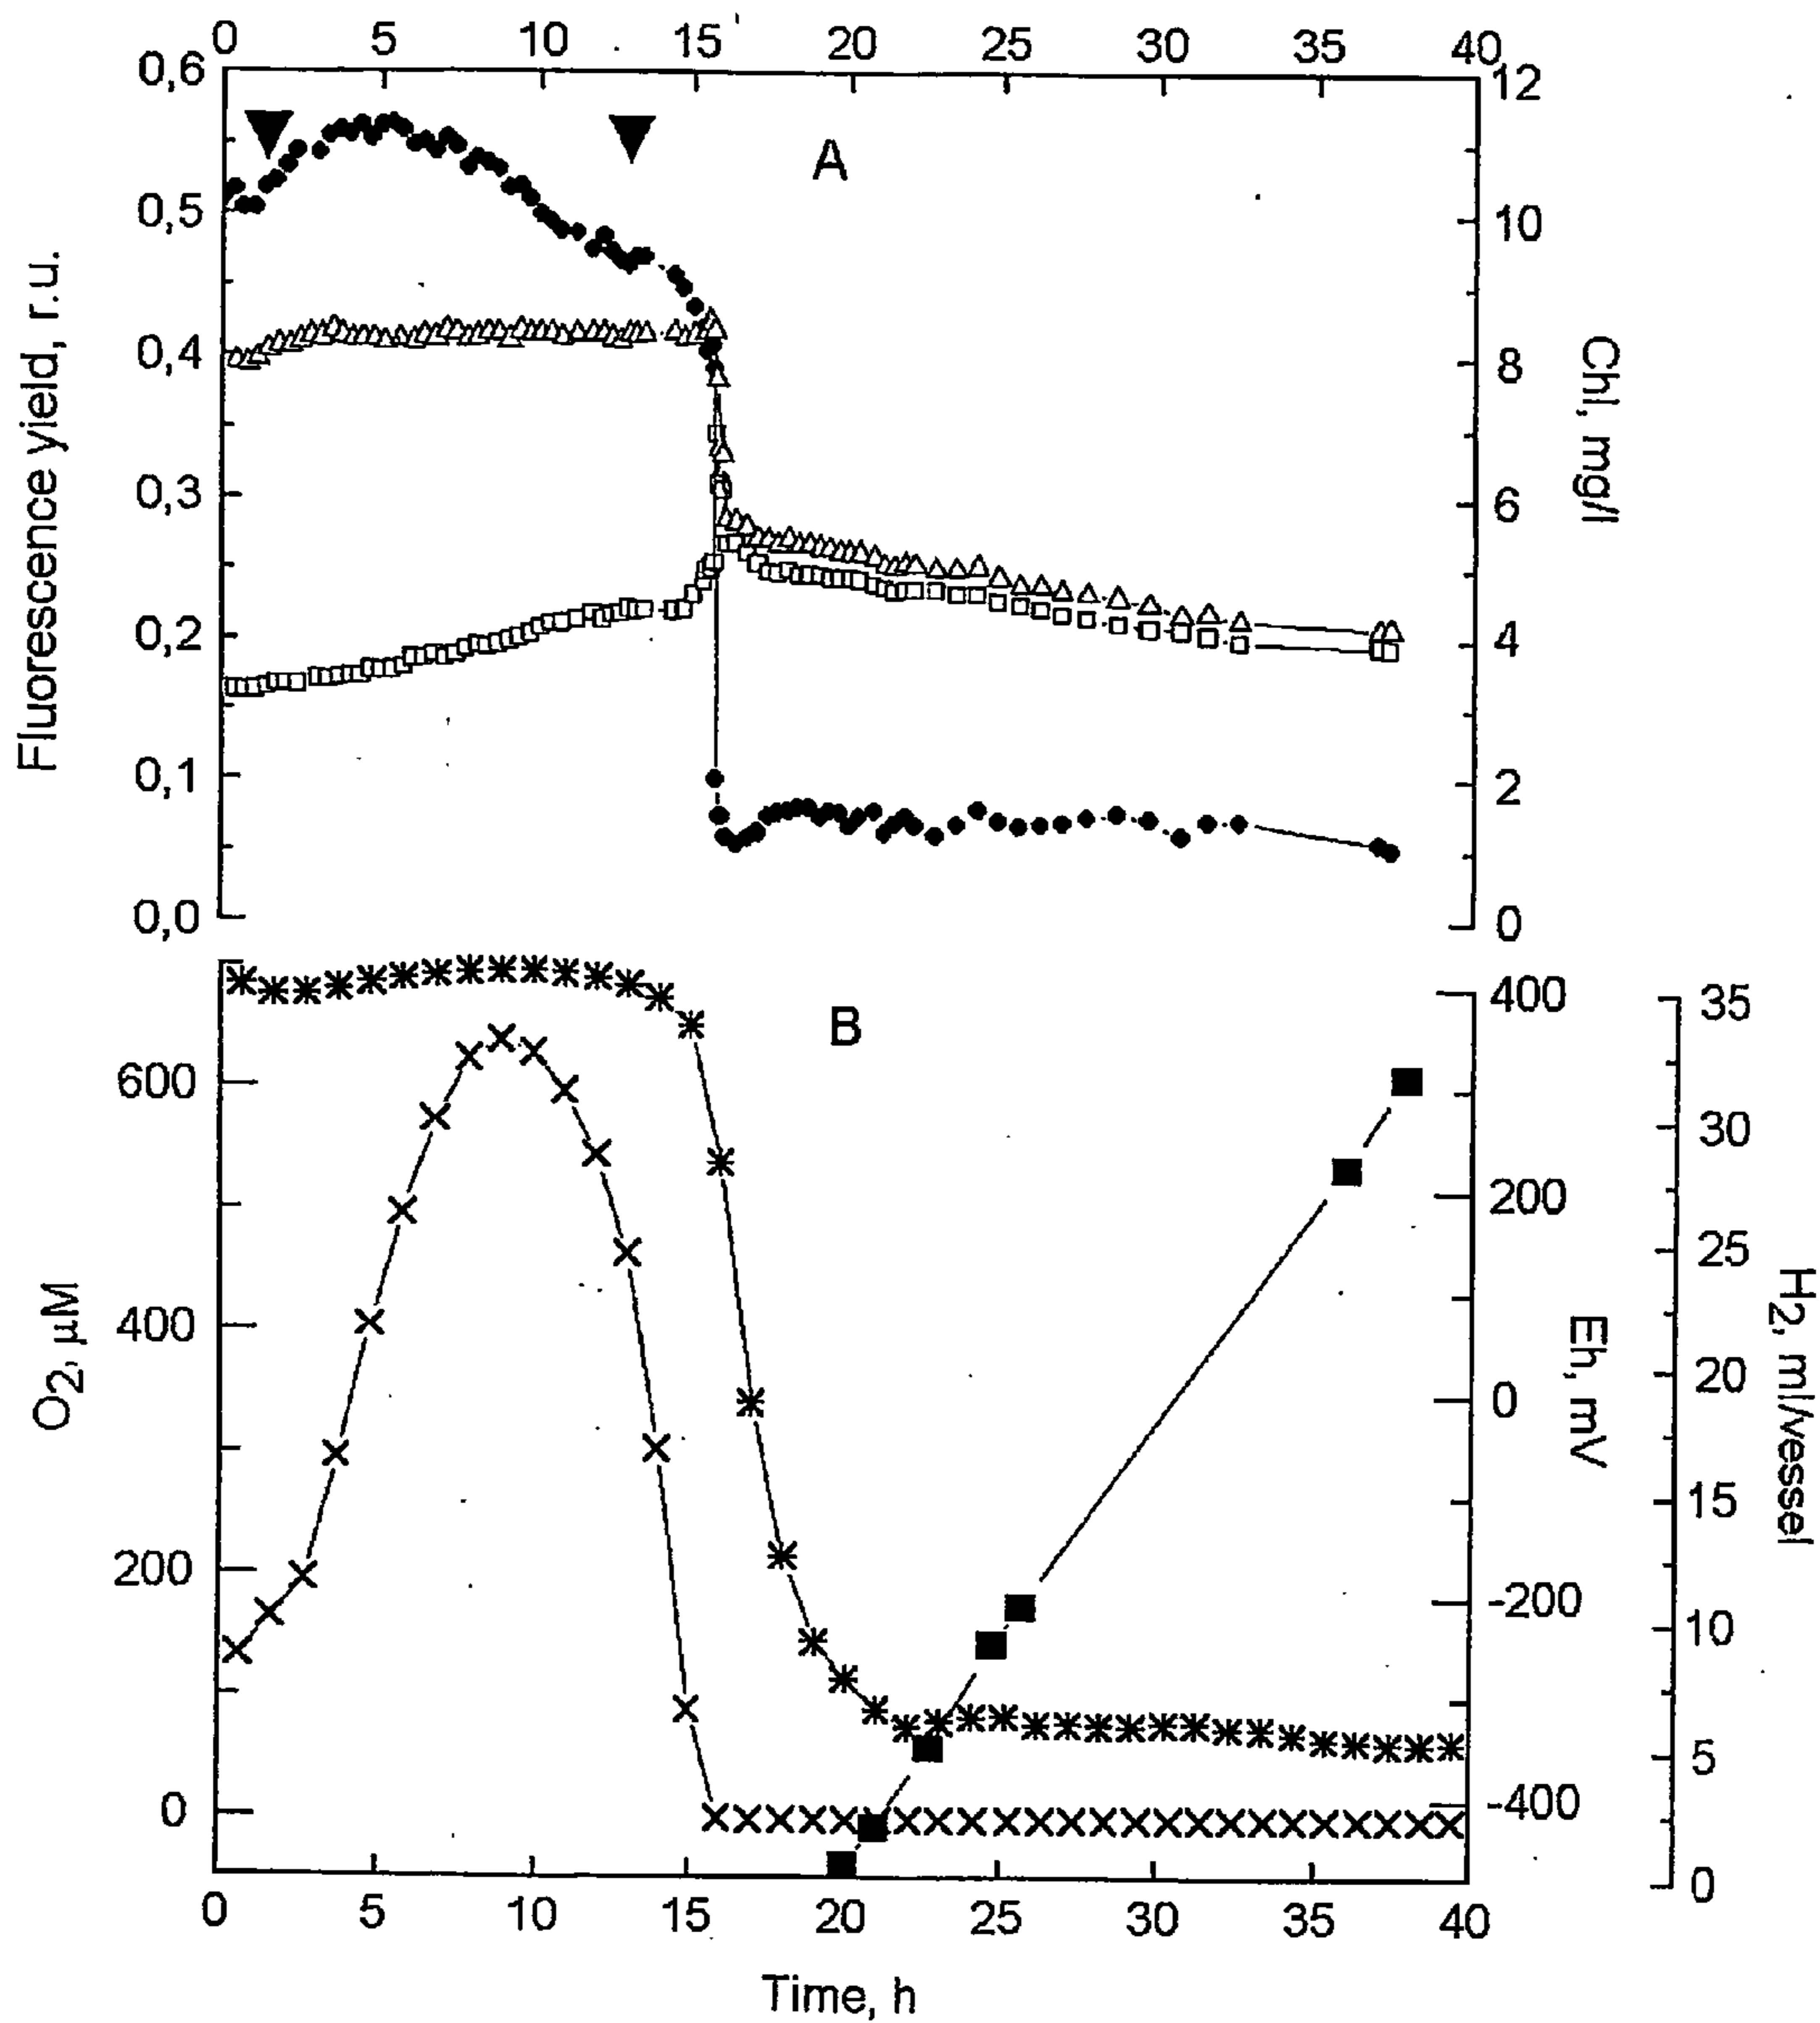 0 5 10 15 20 25 30 35 40
0,6 12
A
0,5 10
0,4 8
0,3 6
0,2 4
0,1 2
0,0 0
Fluorescence yield, r.u.
Chl, mg/l
B
400 35
600
30
200
25
400
20
0
15
200
-200
10
5
0 -400
0
O2, µM
Eh, mV
H2, ml/vessel
0 5 10 15 20 25 30 35 40
Time, h